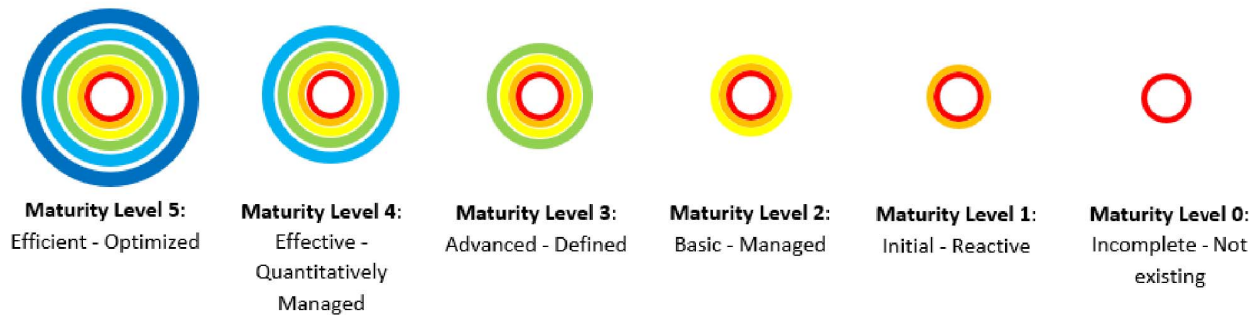 Maturity Level 5:
Efficient - Optimized
Maturity Level 4:
Effective -
Quantitatively
Managed
Maturity Level 3:
Advanced - Defined
Maturity Level 2:
Basic - Managed
Maturity Level 1:
Initial - Reactive
Maturity Level 0:
Incomplete - Not
existing